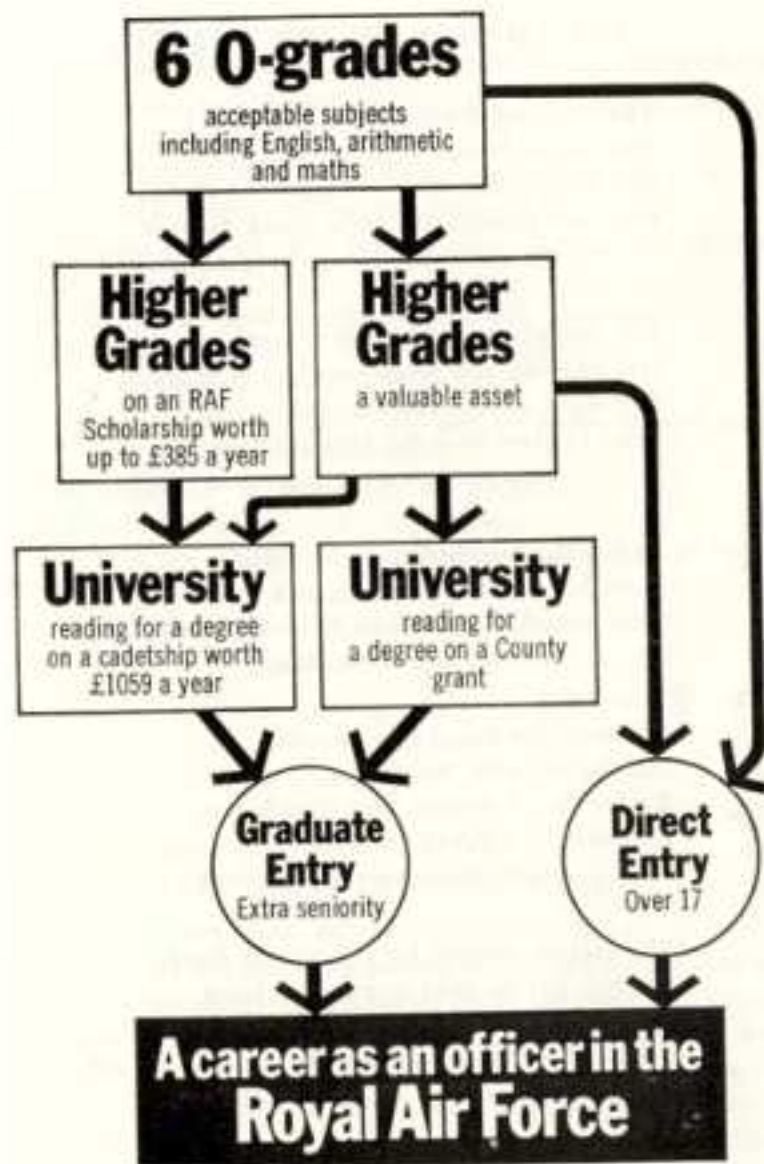 6 O-grades
acceptable subjects
including English, arithmetic
and maths
Higher
Grades
on an RAF
Scholarship worth
up to £385 a year
Higher
Grades
a valuable asset
University
reading for a degree
on a cadetship worth
£1059 a year
University
reading for
a degree on a County
grant
Graduate
Entry
Extra seniority
Direct
Entry
Over 17
A career as an officer in the
Royal Air Force